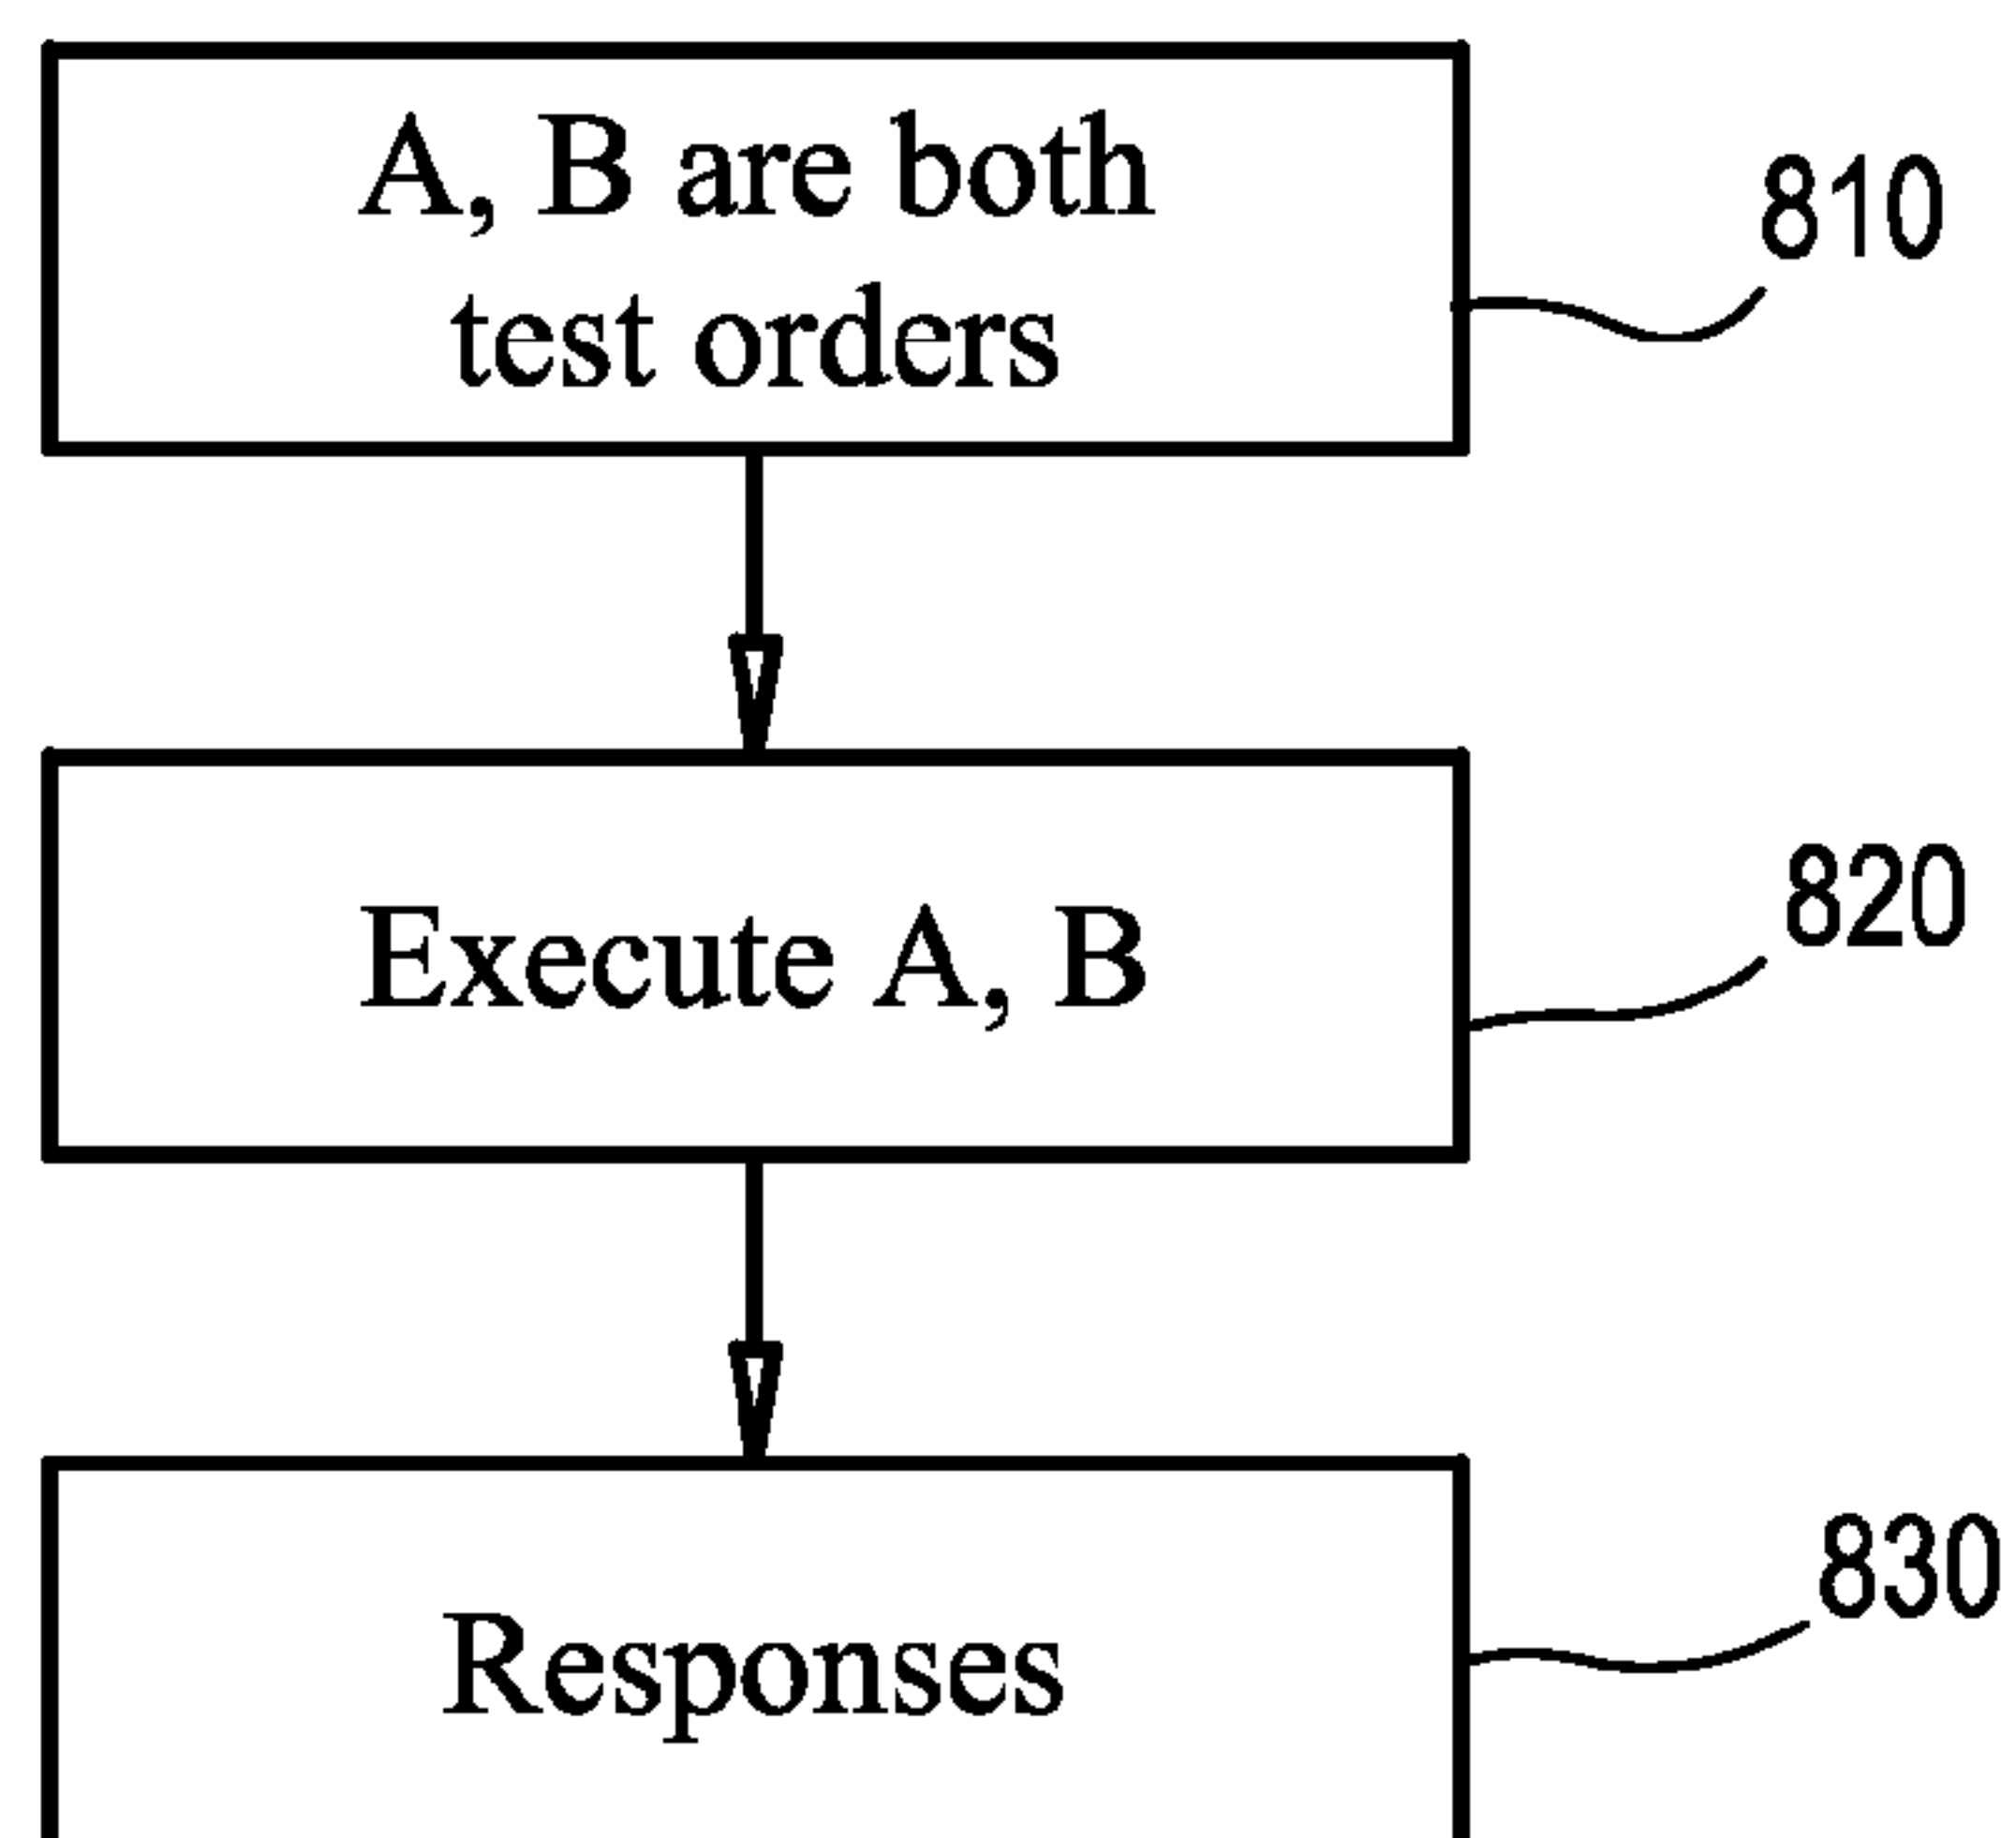 A, B are both
test orders
810
Execute A, B
820
Responses
830